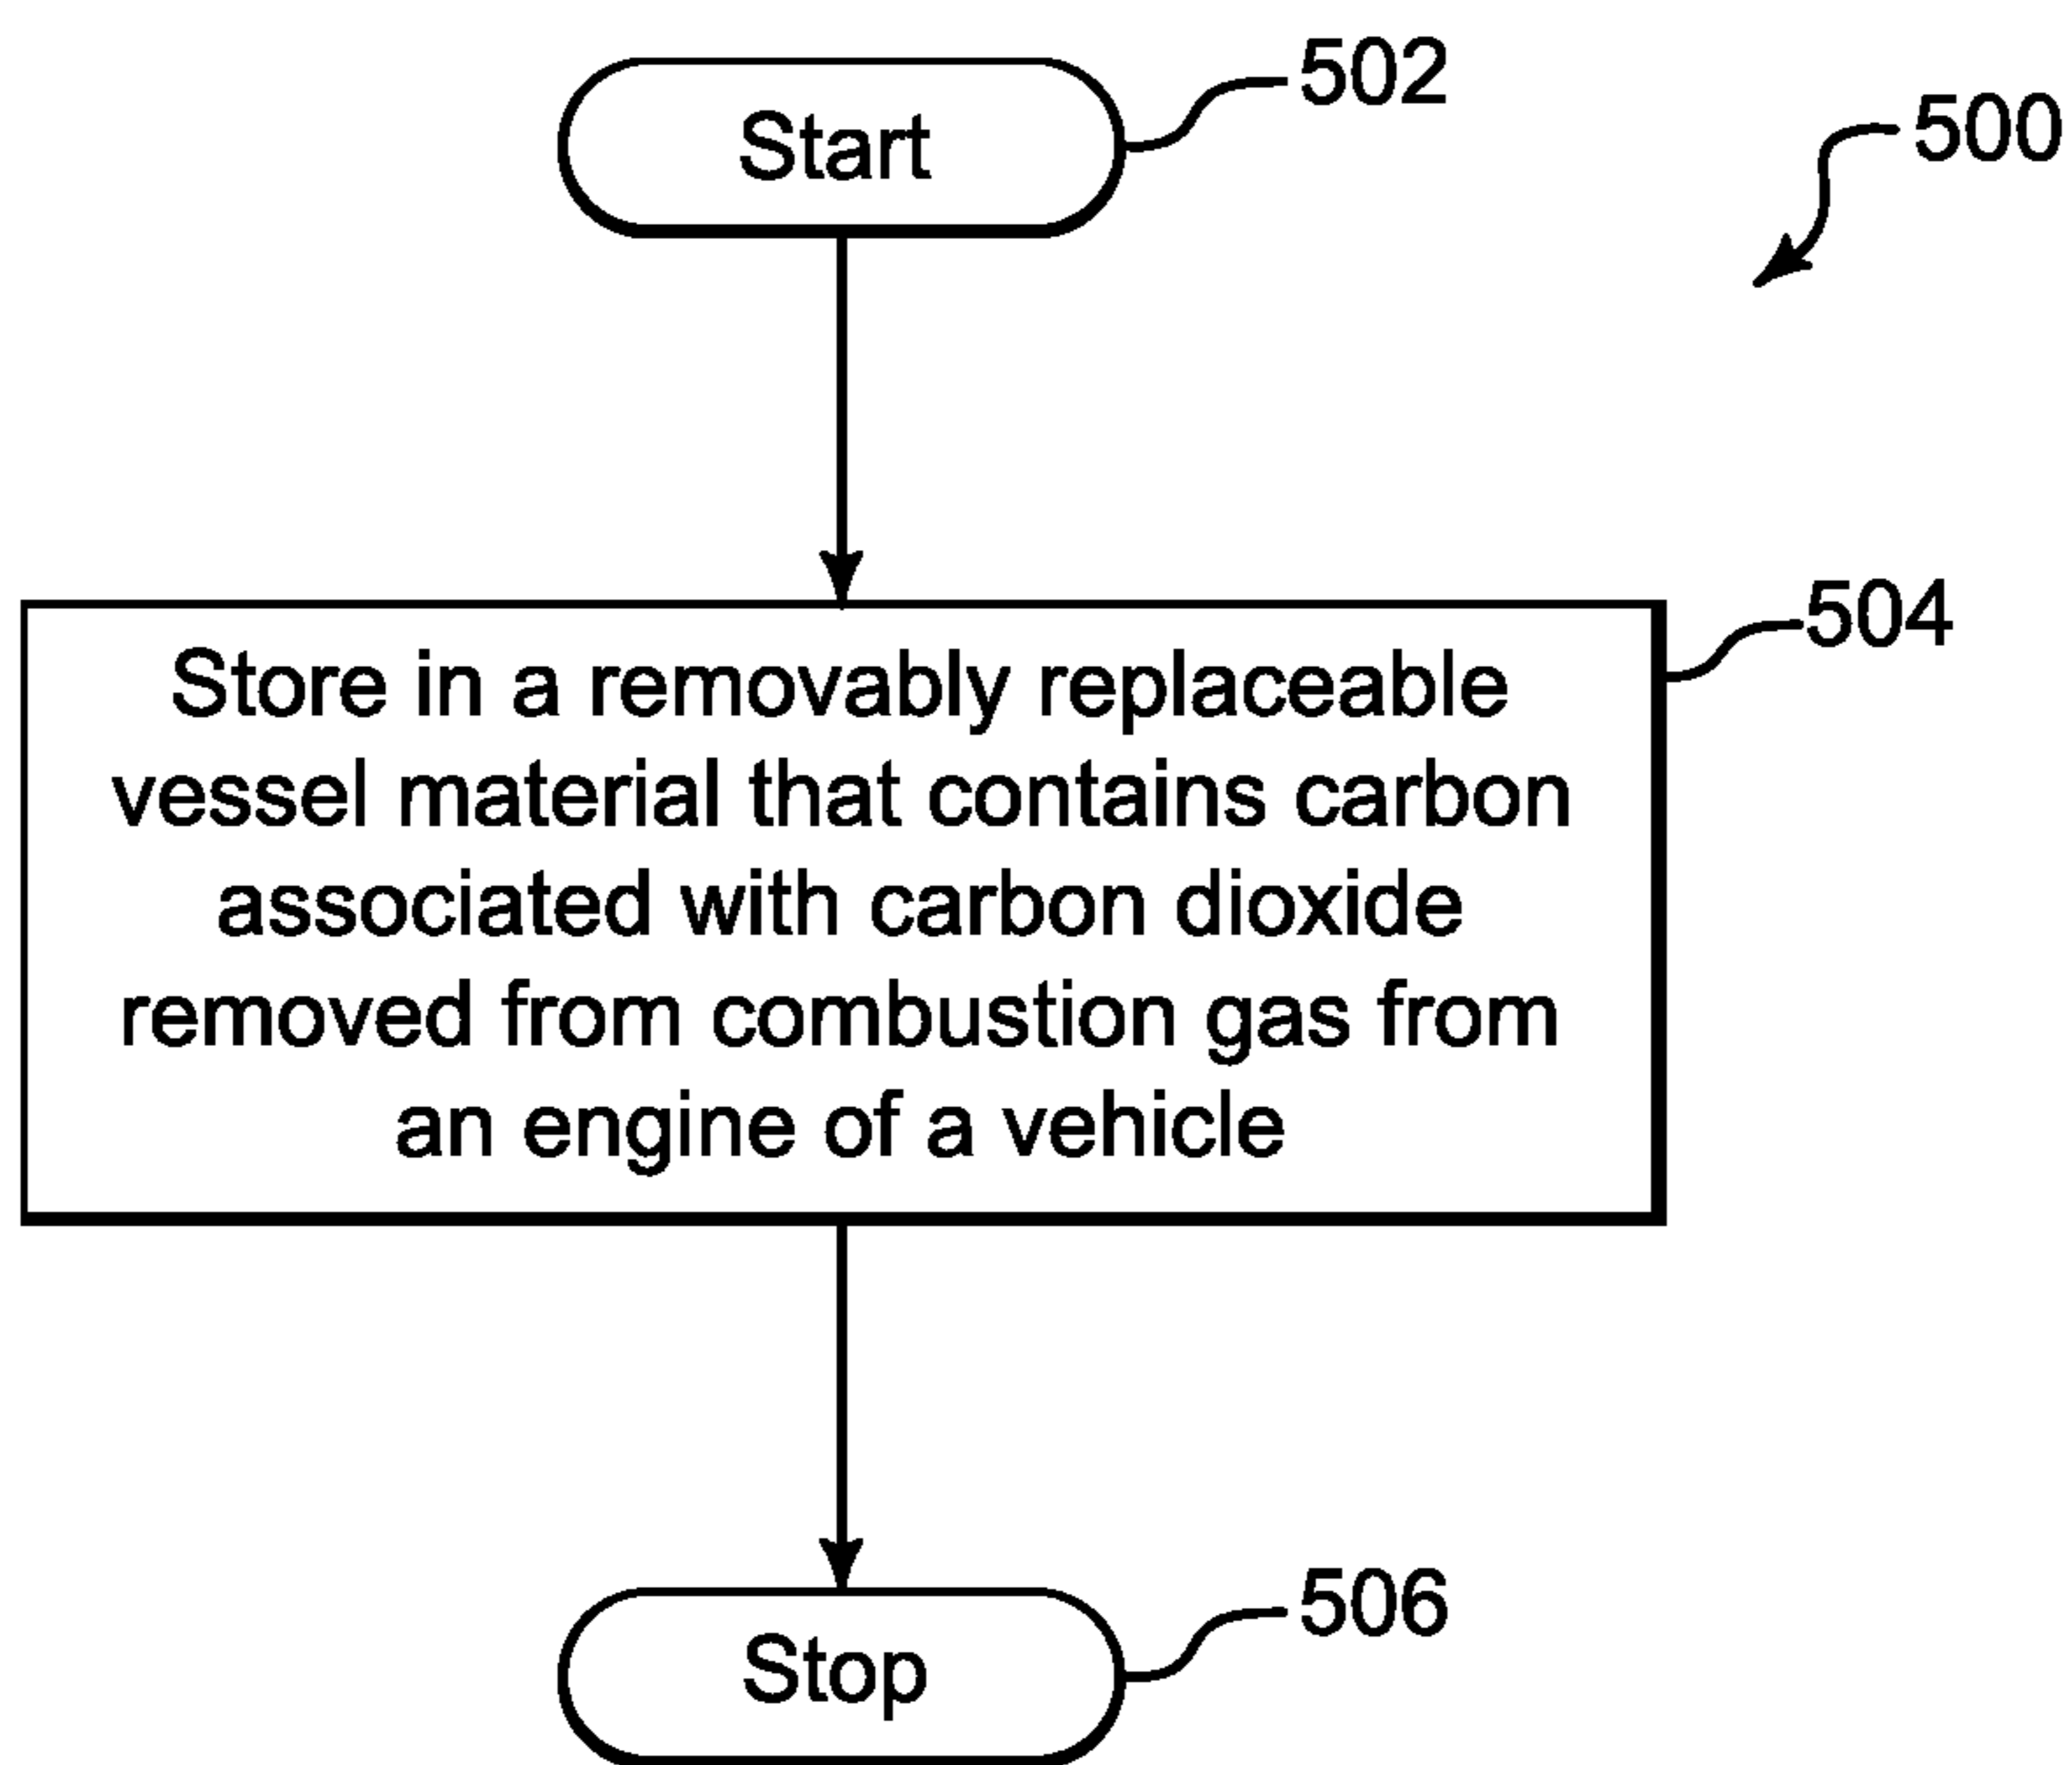 Start
502
500
504
Store in a removably replaceable
vessel material that contains carbon
associated with carbon dioxide
removed from combustion gas from
an engine of a vehicle
506
Stop